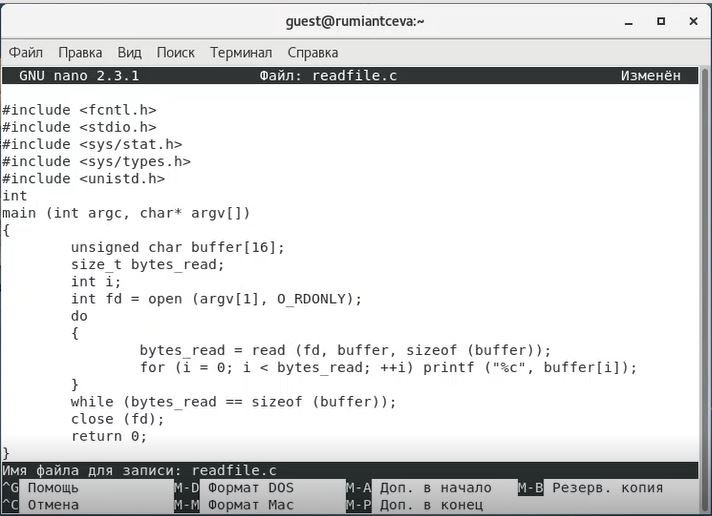 guest@rumiantceva:~
Файл Правка Вид Поиск Терминал Справка
GNU nano 2.3.1 Файл: readfile.c Изменён
#include <fcntl.h>
#include <stdio.h>
#include <sys/stat.h>
#include <sys/types.h>
#include <unistd.h>
int
main (int argc, char* argv[])
{
        unsigned char buffer[16];
        size_t bytes_read;
        int i;
        int fd = open (argv[1], O_RDONLY);
        do
        {
                bytes_read = read (fd, buffer, sizeof (buffer));
                for (i = 0; i < bytes_read; ++i) printf ("%c", buffer[i]);
        }
        while (bytes_read == sizeof (buffer));
        close (fd);
        return 0;
}
Имя файла для записи: readfile.c
^G Помощь M-D Формат DOS M-A Доп. в начало M-B Резерв. копия
^C Отмена M-M Формат Mac M-P Доп. в конец